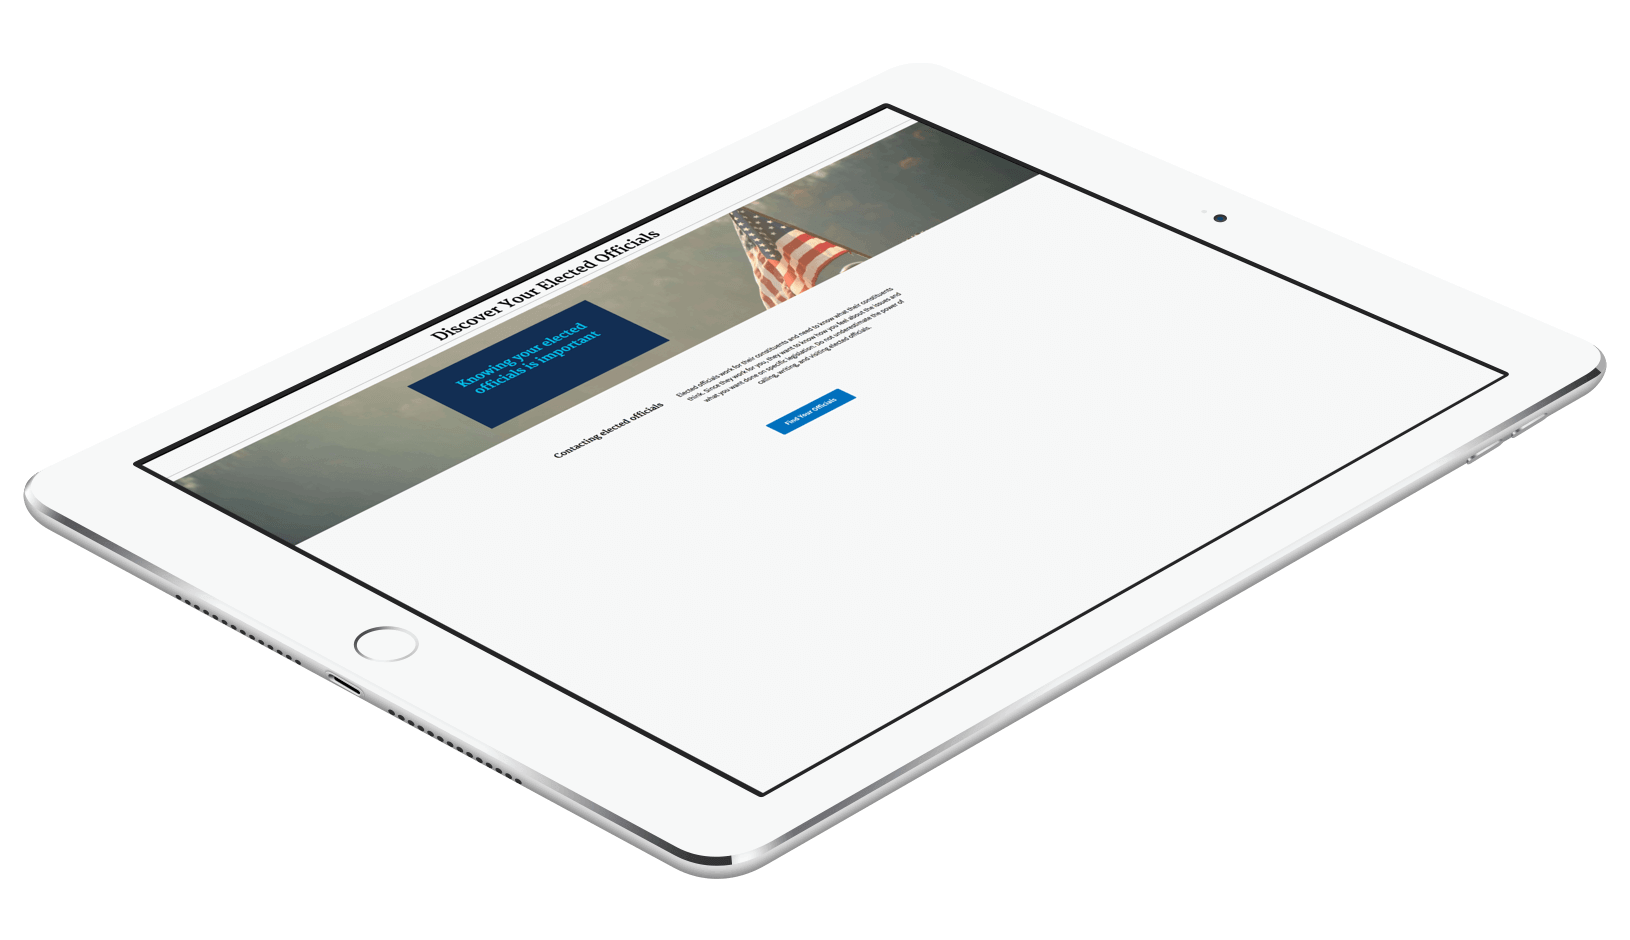 Discover Your Elected Officials
Knowing your elected
officials is important
Contacting elected officials
Elected officials work for their constituents and need to know what their constituents
think. Since they work for you, they want to know how you feel about the issues and
what you want done on specific legislation. Do not underestimate the power of
calling, writing, and visiting elected officials.
Find Your Officials